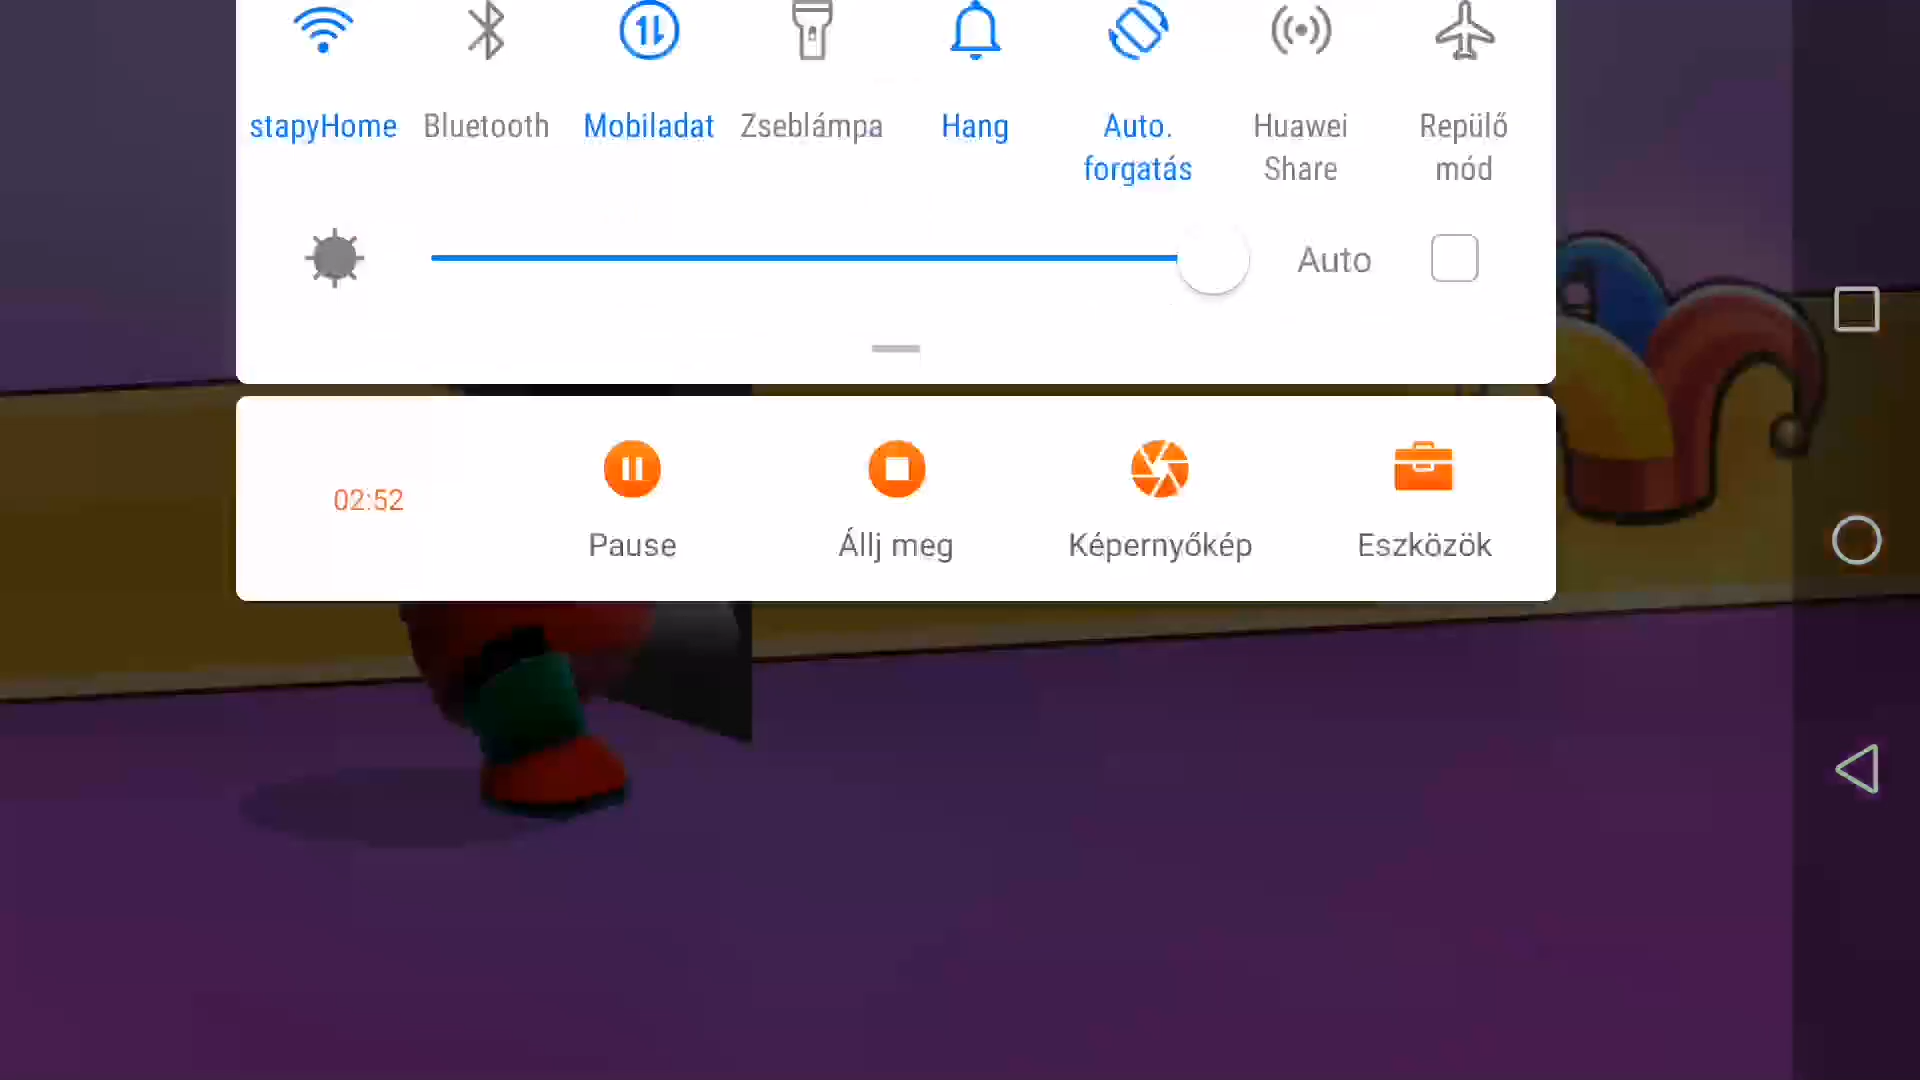 stapyHome Bluetooth Mobiladat Zseblámpa Hang Auto. forgatás Huawei Share Repülő mód
Auto
02:52 Pause Állj meg Képernyőkép Eszközök